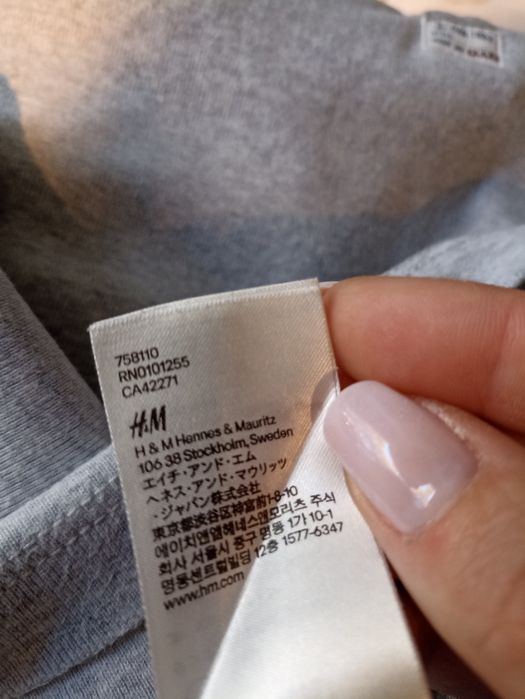 758110
RN0101255
CA42271
H&M
H & M Hennes & Mauritz
106 38 Stockholm, Sweden
エイチ・アンド・エム
ヘネス・アンド・マウリッツ
・ジャパン株式会社
東京都渋谷区神宮前1-8-10
에이치앤엠헤네스앤모리츠 주식
회사 서울시 중구 명동 1가 10-1
명동센트럴빌딩 12층 1577-6347
www.hm.com